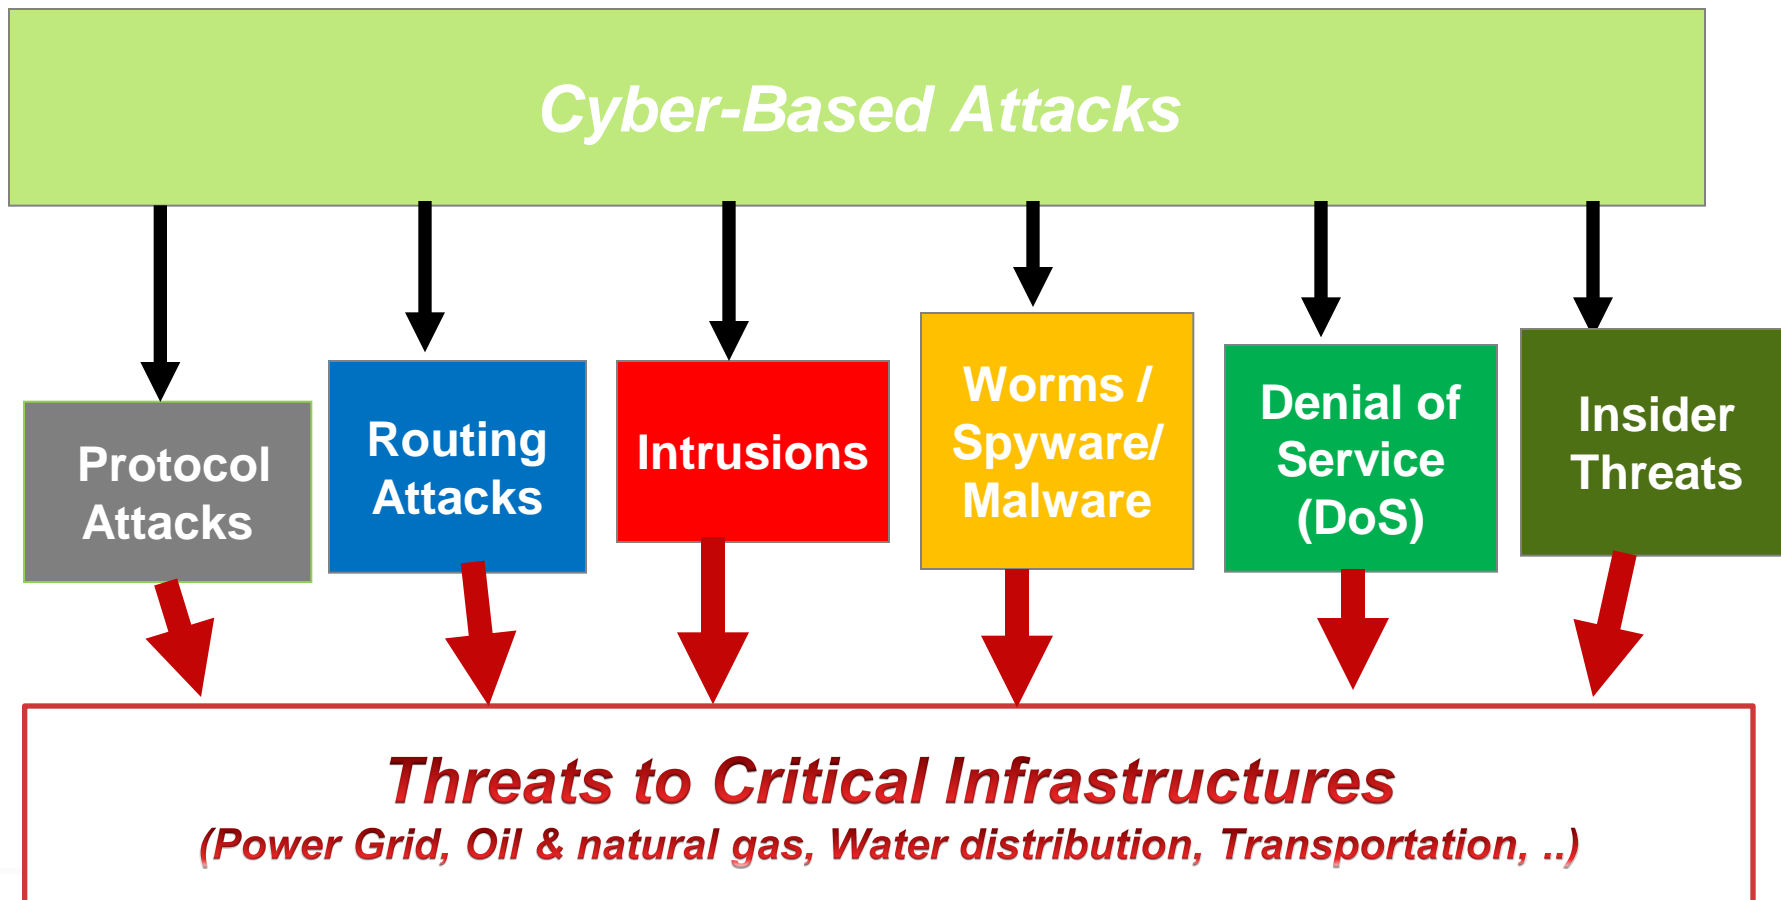 Cyber-Based Attacks
Protocol
Attacks
Routing
Attacks
Intrusions
Worms /
Spyware/
Malware
Denial of
Service
(DoS)
Insider
Threats
Threats to Critical Infrastructures
(Power Grid, Oil & natural gas, Water distribution, Transportation, ..)